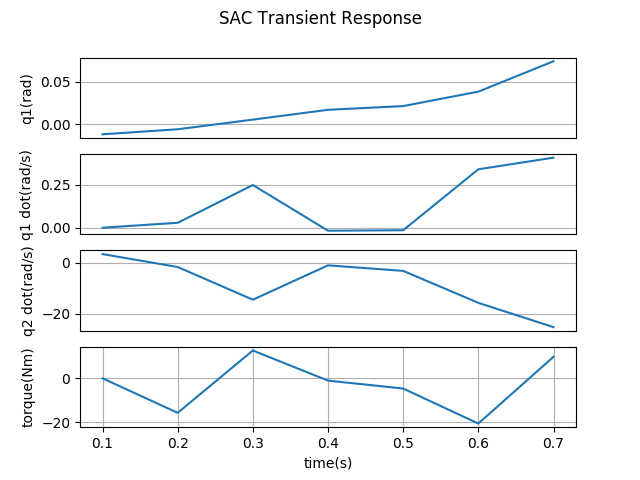 SAC Transient Response
q1(rad)
0.05
0.00
q1 dot(rad/s)
0.25
0.00
q2 dot(rad/s)
0
−20
torque(Nm)
0
−20
0.1 0.2 0.3 0.4 0.5 0.6 0.7
time(s)